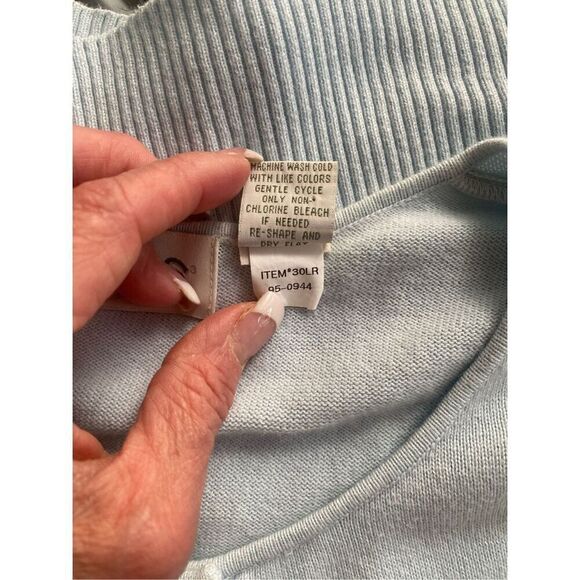 MACHINE WASH COLD
WITH LIKE COLORS
GENTLE CYCLE
ONLY NON-*
CHLORINE BLEACH
IF NEEDED
RE-SHAPE AND
DRY FLAT
ITEM#30LR
95-0944
3